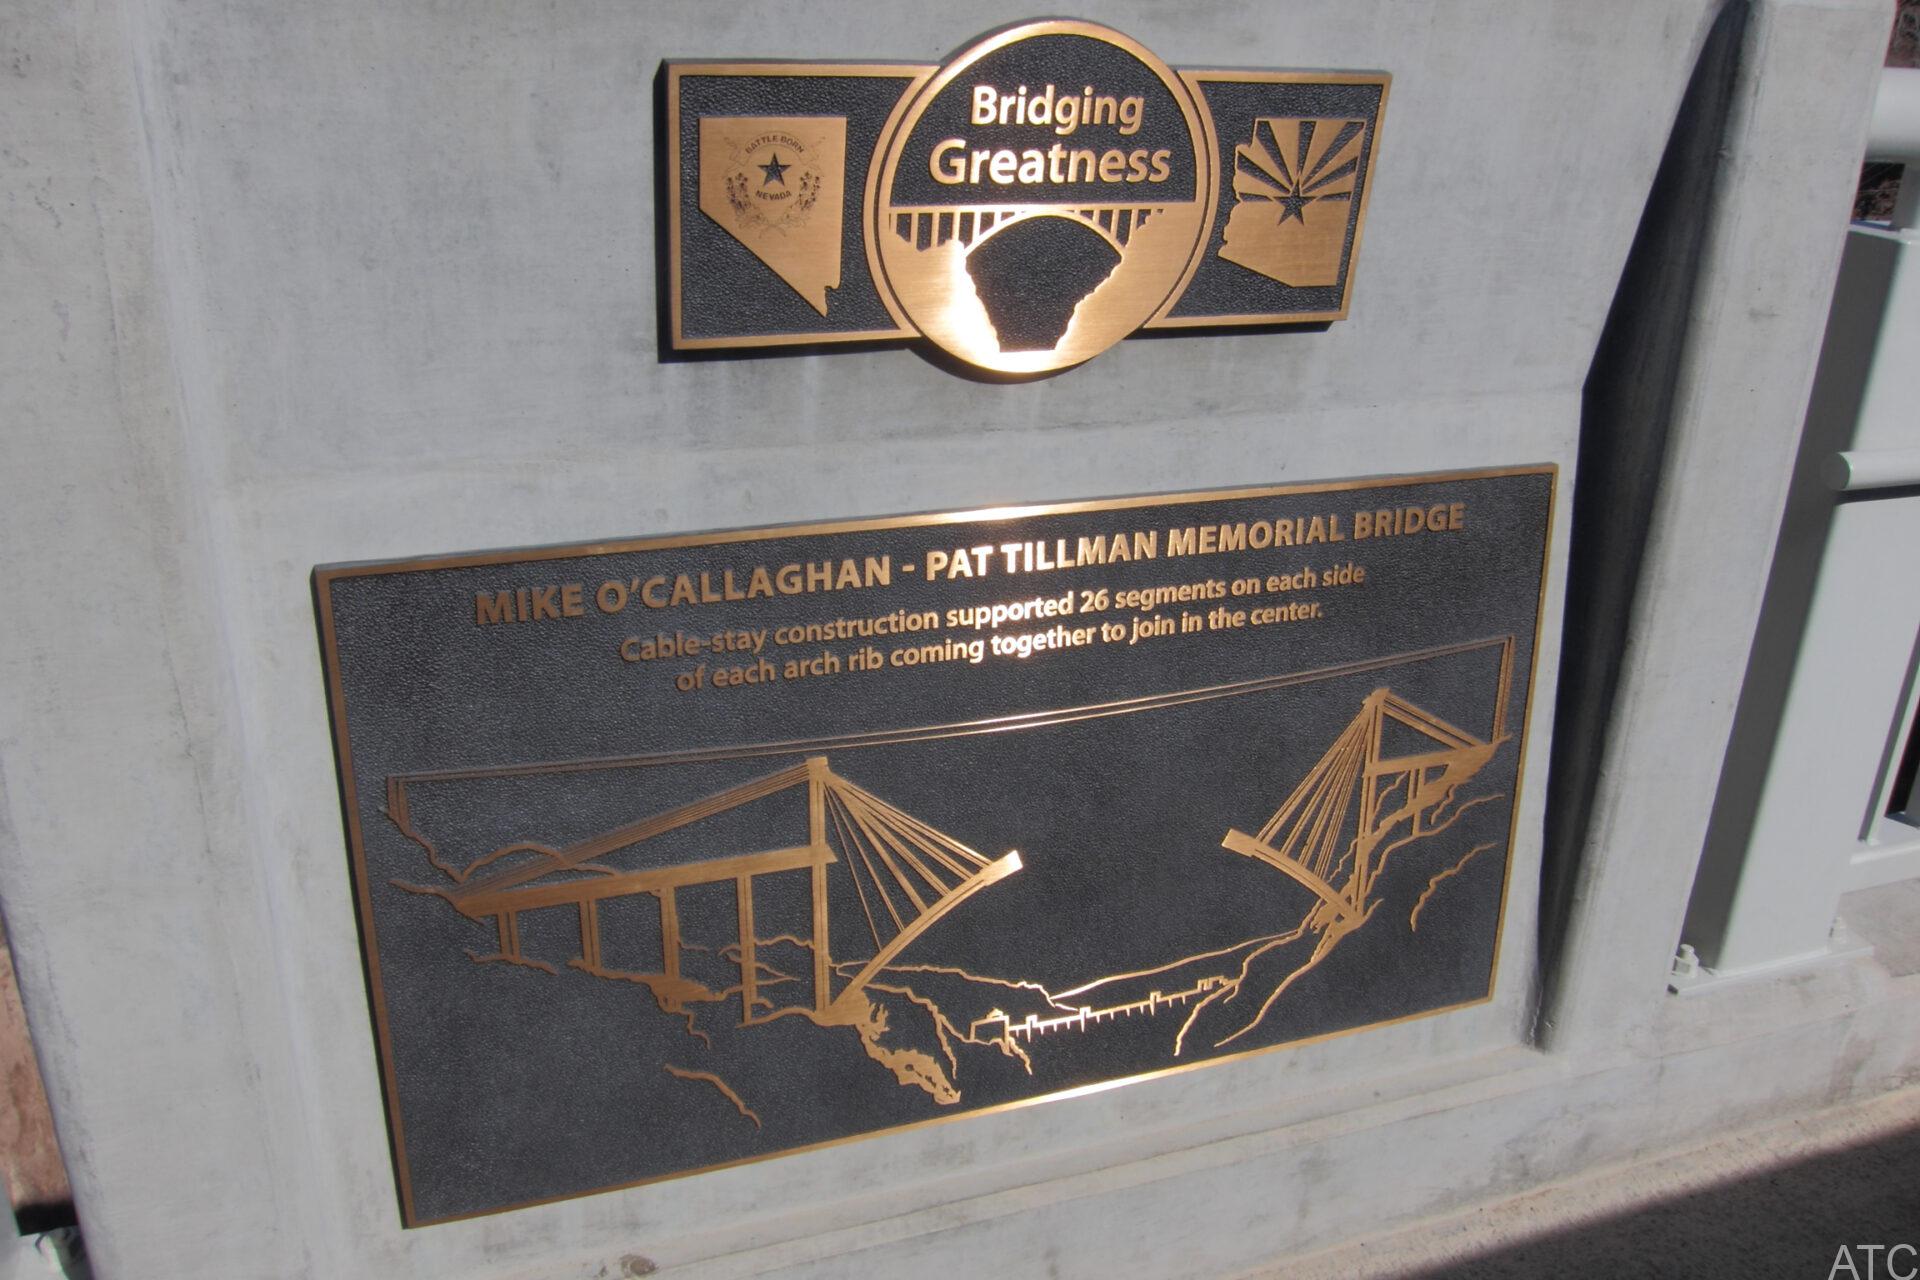 Bridging
Greatness
BATTLE BORN
NEVADA
MIKE O'CALLAGHAN - PAT TILLMAN MEMORIAL BRIDGE
Cable-stay construction supported 26 segments on each side
of each arch rib coming together to join in the center.
ATC